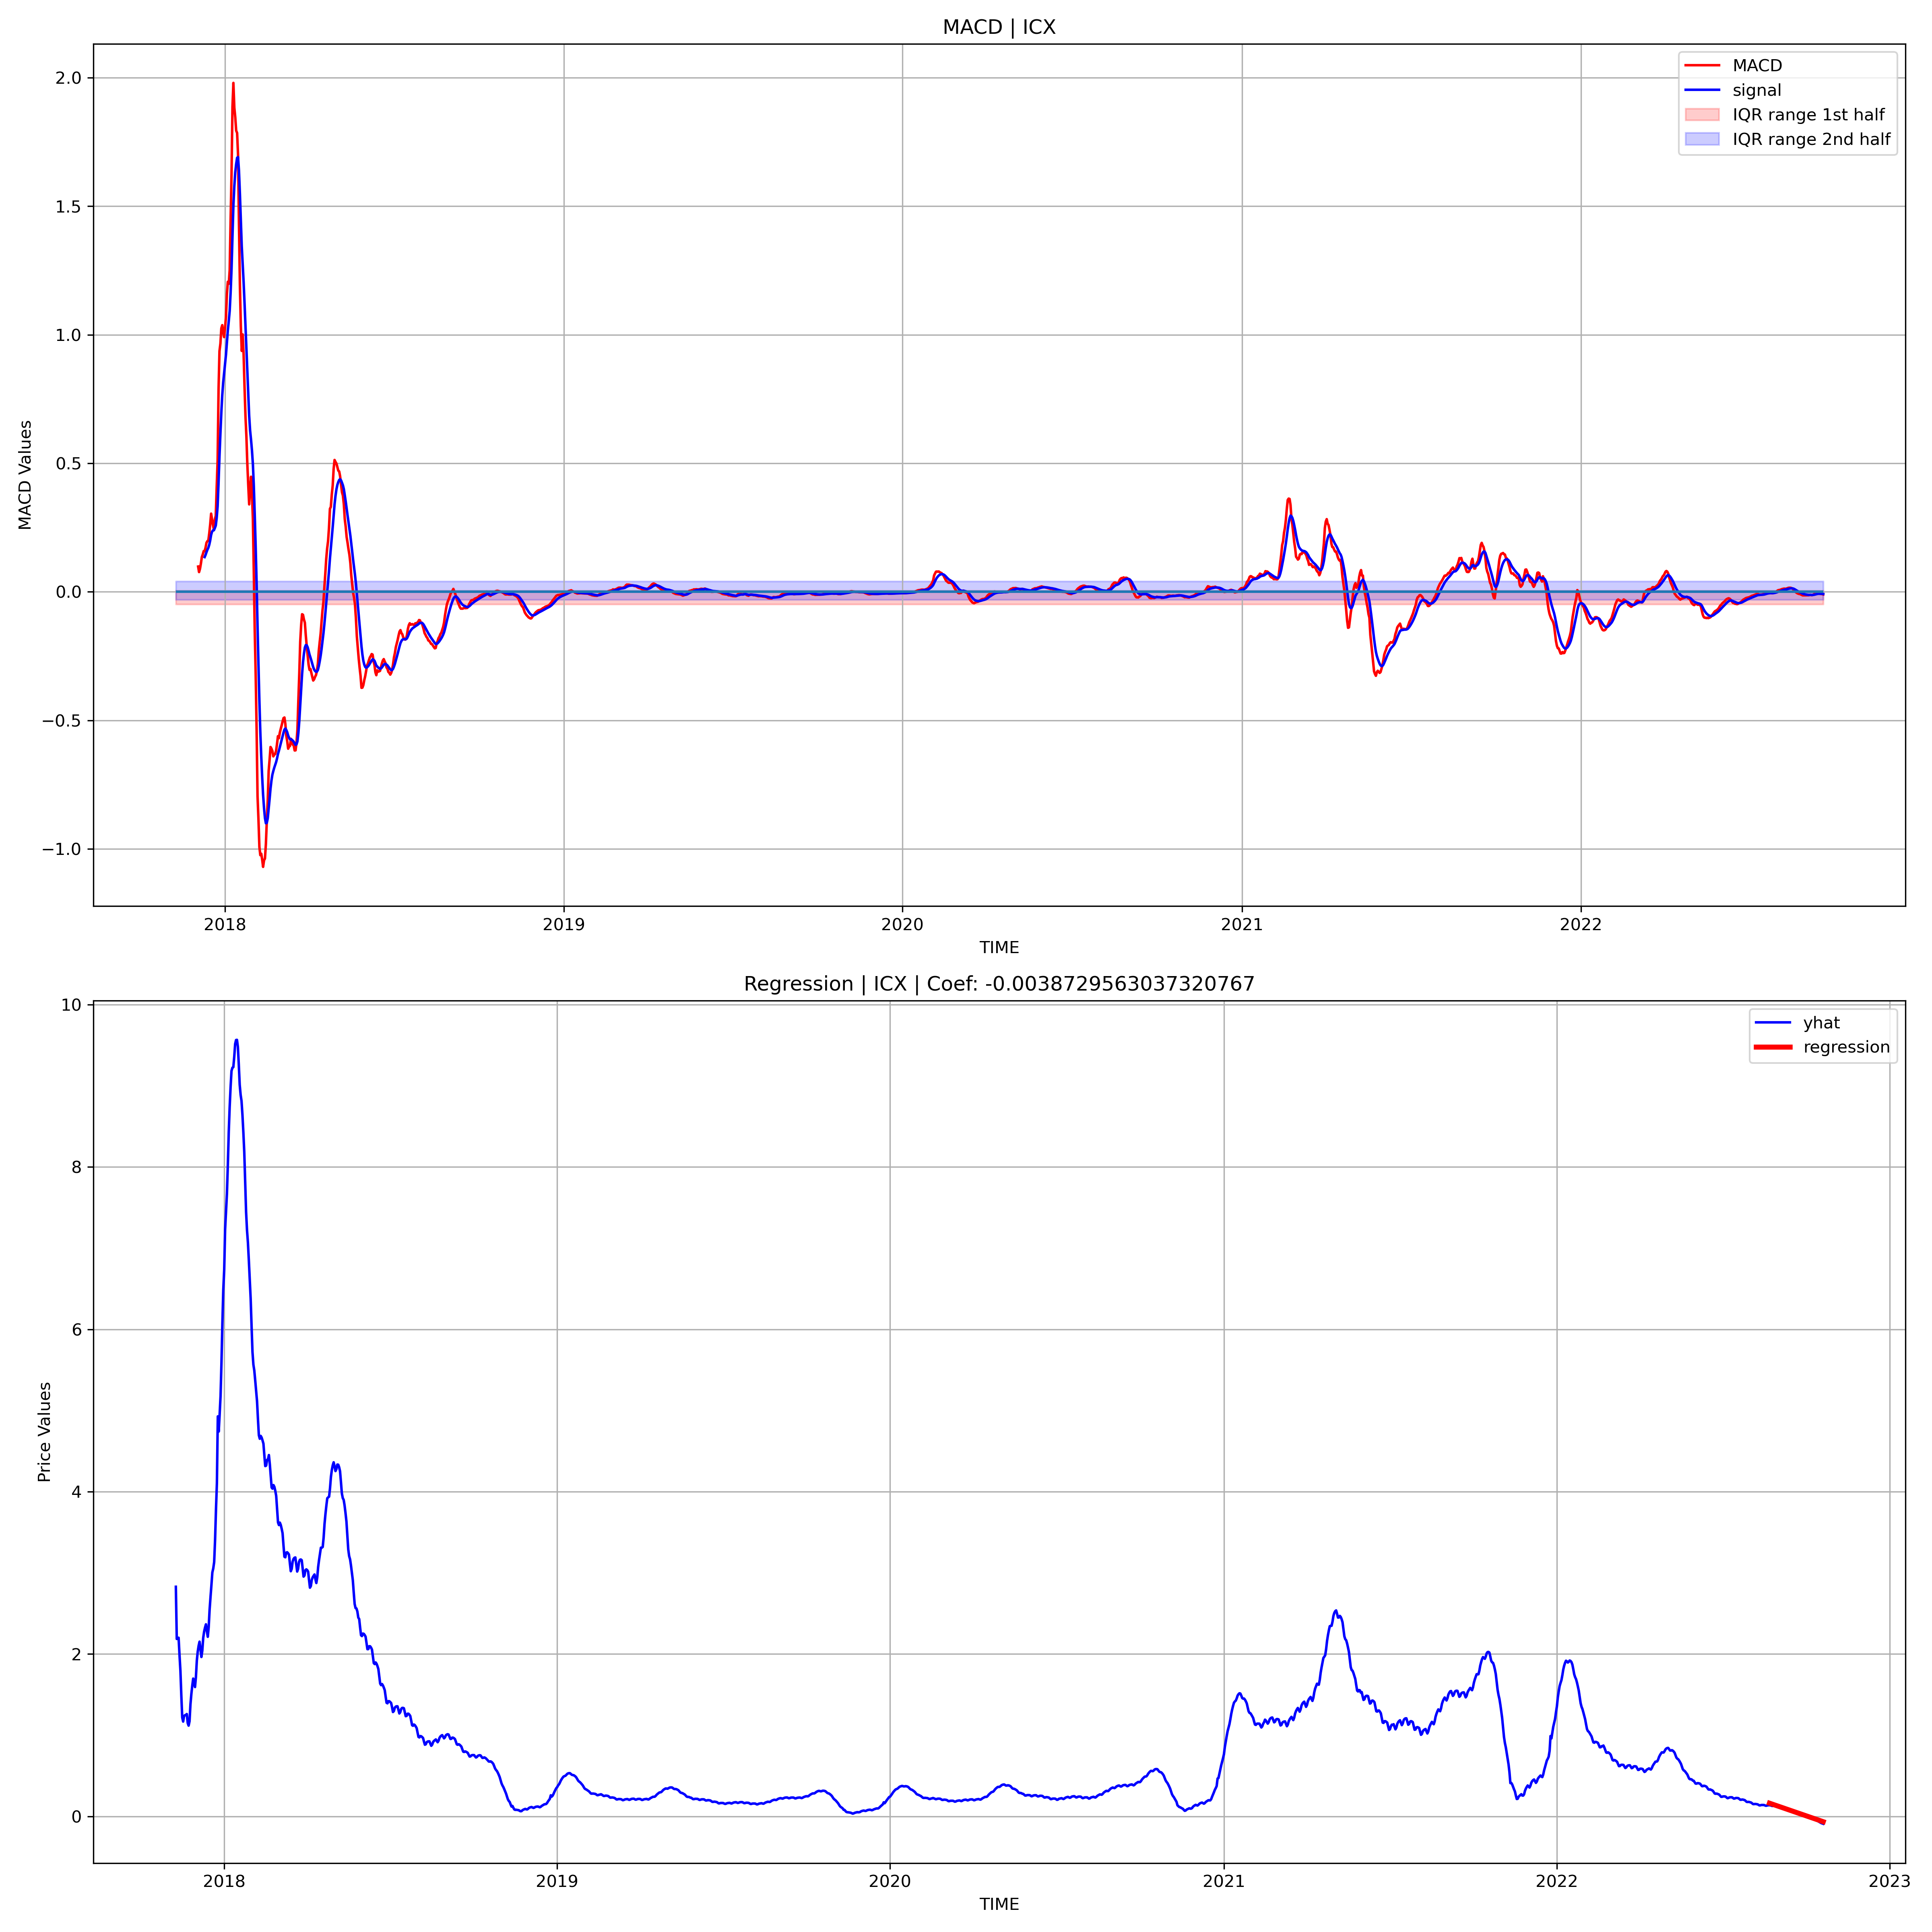 MACD | ICX
MACD
signal
IQR range 1st half
IQR range 2nd half
2.0
1.5
1.0
0.5
0.0
−0.5
−1.0
MACD Values
2018 2019 2020 2021 2022
TIME
Regression | ICX | Coef: -0.0038729563037320767
yhat
regression
10
8
6
4
2
0
Price Values
2018 2019 2020 2021 2022 2023
TIME